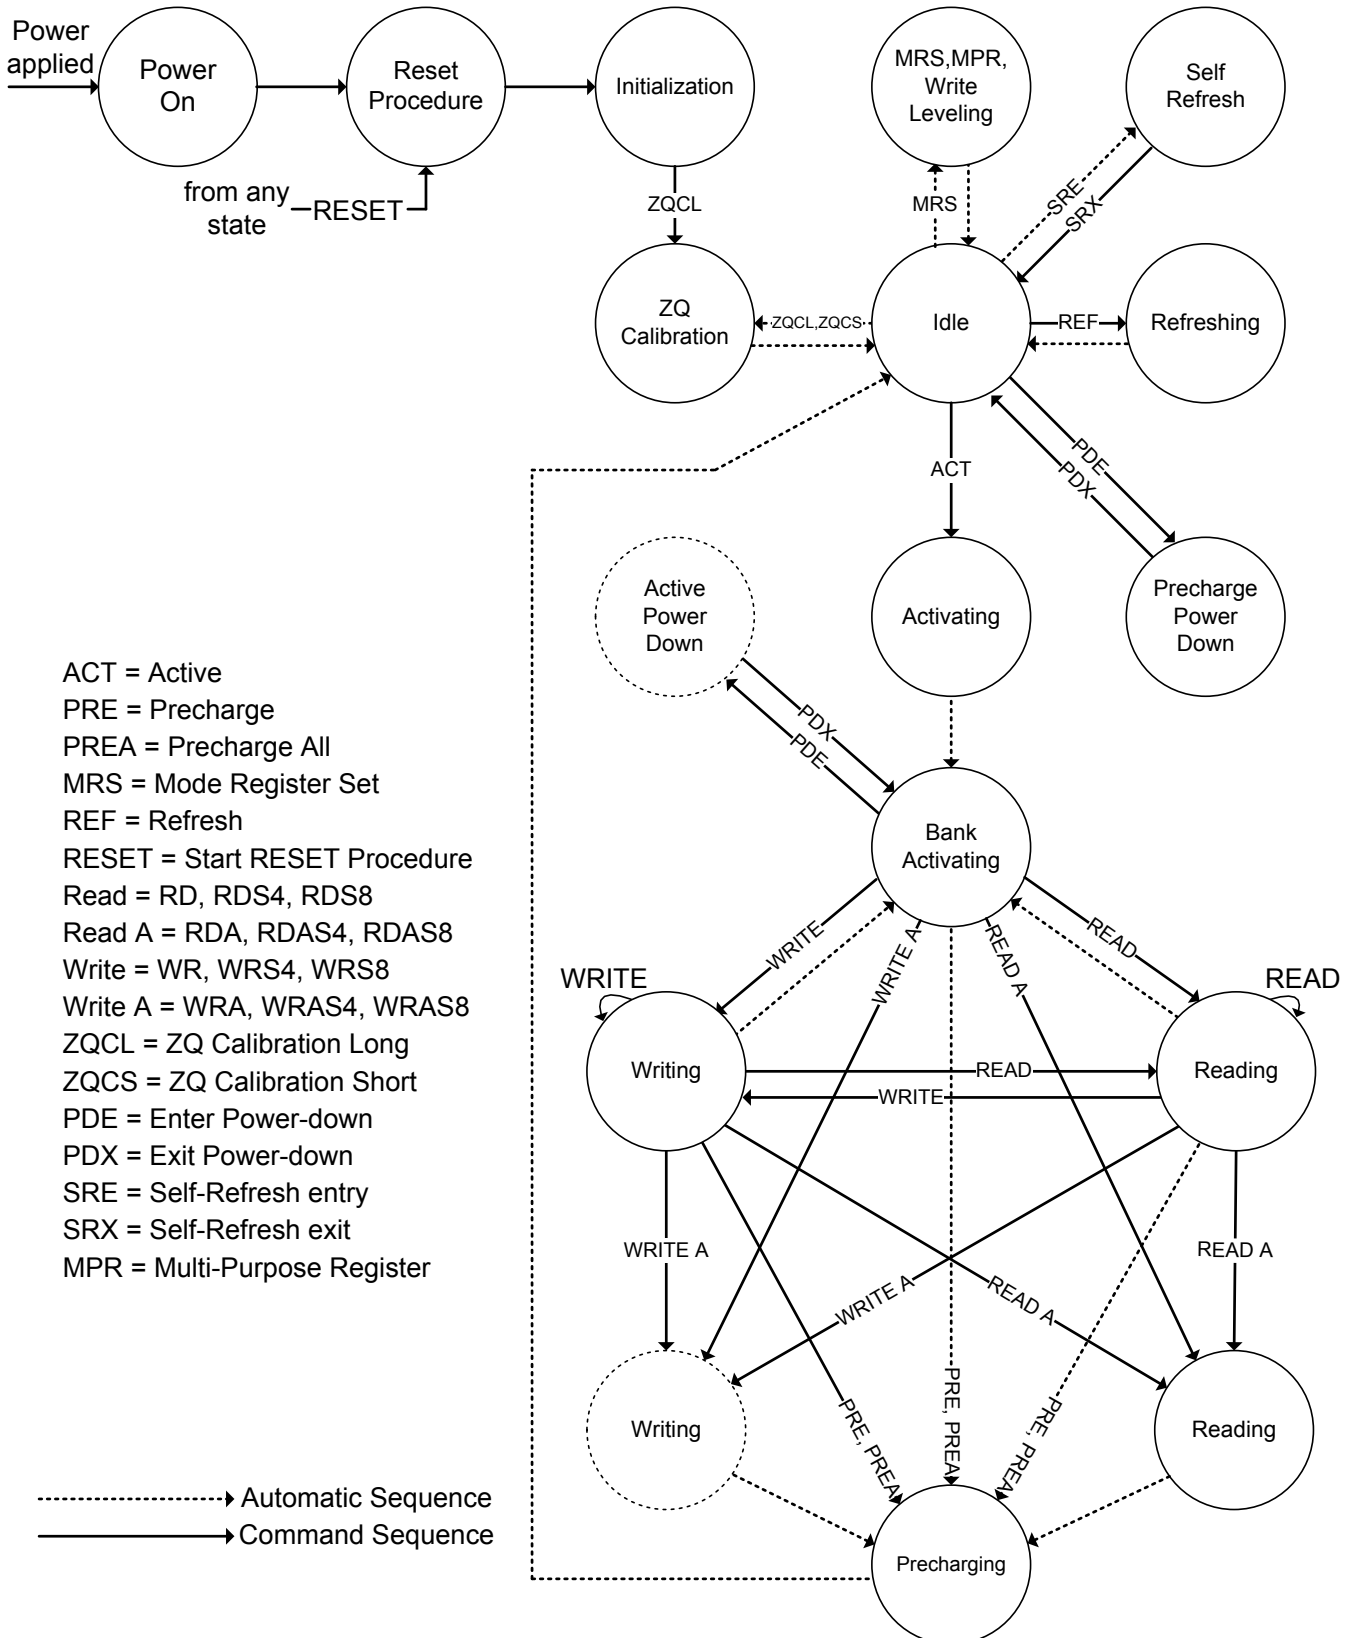 Power
applied
Power
On
Reset
Procedure
Initialization
MRS,MPR,
Write
Leveling
Self
Refresh
from any
state
RESET
ZQCL
MRS
SRE
SRX
ZQ
Calibration
ZQCL,ZQCS
Idle
REF
Refreshing
ACT
PDE
PDX
Active
Power
Down
Activating
Precharge
Power
Down
PDX
PDE
ACT = Active
PRE = Precharge
PREA = Precharge All
MRS = Mode Register Set
REF = Refresh
RESET = Start RESET Procedure
Read = RD, RDS4, RDS8
Read A = RDA, RDAS4, RDAS8
Write = WR, WRS4, WRS8
Write A = WRA, WRAS4, WRAS8
ZQCL = ZQ Calibration Long
ZQCS = ZQ Calibration Short
PDE = Enter Power-down
PDX = Exit Power-down
SRE = Self-Refresh entry
SRX = Self-Refresh exit
MPR = Multi-Purpose Register
Bank
Activating
WRITE
WRITE A
READ A
READ
WRITE
READ
Writing
READ
WRITE
Reading
WRITE A
WRITE A
READ A
READ A
PRE, PREA
PRE, PREA
PRE, PREA
Writing
Reading
Precharging
Automatic Sequence
Command Sequence